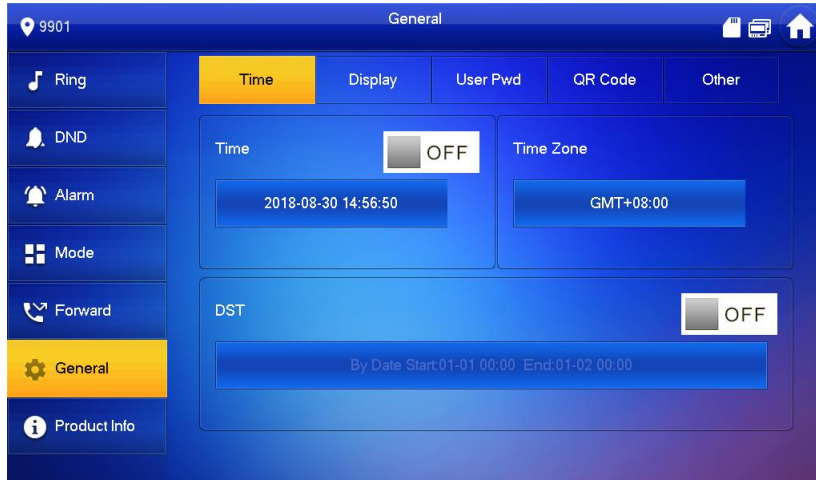 9901
General
Ring
DND
Alarm
Mode
Forward
General
Product Info
Time Display User Pwd QR Code Other
Time OFF
2018-08-30 14:56:50
Time Zone
GMT+08:00
DST OFF
By Date Start:01-01 00:00 End:01-02 00:00